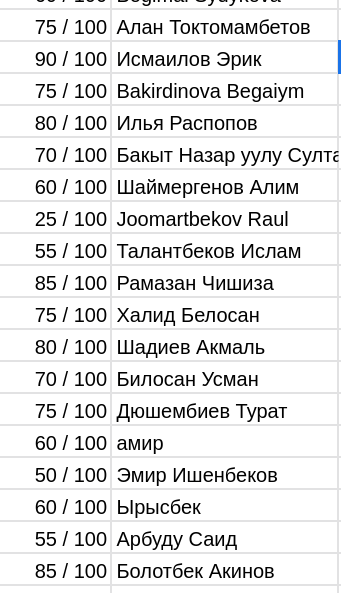 75 / 100 Алан Токтомамбетов
90 / 100 Исмаилов Эрик
75 / 100 Bakirdinova Begaiym
80 / 100 Илья Распопов
70 / 100 Бакыт Назар уулу Султа
60 / 100 Шаймергенов Алим
25 / 100 Joomartbekov Raul
55 / 100 Талантбеков Ислам
85 / 100 Рамазан Чишиза
75 / 100 Халид Белосан
80 / 100 Шадиев Акмаль
70 / 100 Билосан Усман
75 / 100 Дюшембиев Турат
60 / 100 амир
50 / 100 Эмир Ишенбеков
60 / 100 Ырысбек
55 / 100 Арбуду Саид
85 / 100 Болотбек Акинов